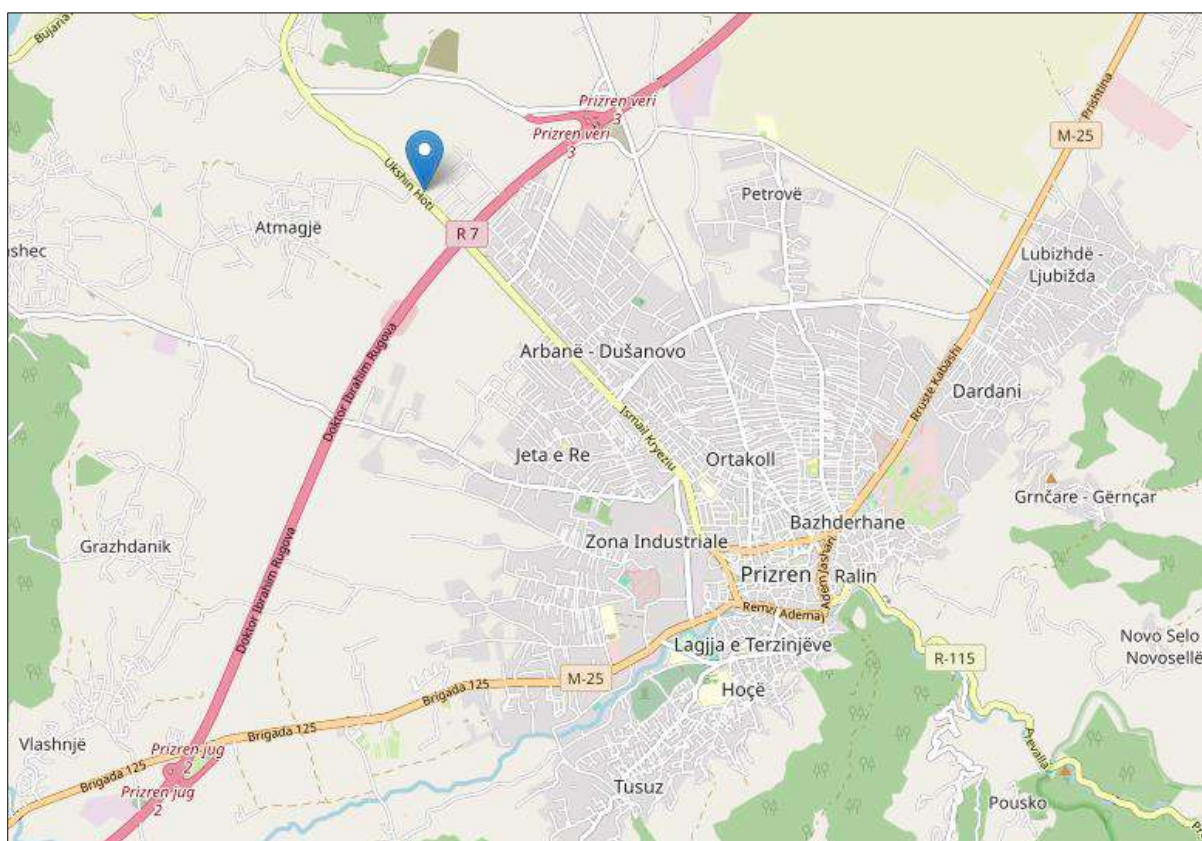 Bujaria
Prizren veri
3
Prizren veri
3
Prishtina
M-25
Ukshin Hoti
Petrovë
Atmagjë
R 7
shec
Lubizhdë -
Ljubižda
Doktor Ibrahim Rugova
Arbanë - Dušanovo
Rruste Kabashi
Dardani
Ismail Kryeziu
Jeta e Re
Ortakoll
Grnčare - Gërnçar
Bazhderhane
Grazhdanik
Zona Industriale
Prizren
Ralin
Adem Jashari
Doktor Ibrahim Rugova
Remzi Ademaj
Lagjja e Terzinjëve
Novo Selo
Novosellë
R-115
M-25
Hoçë
Brigada 125
Brigada 125
Vlashnjë
Prizren jug
2
Brigada 125
Prizren jug
2
Arevalla
Tusuz
Pousko